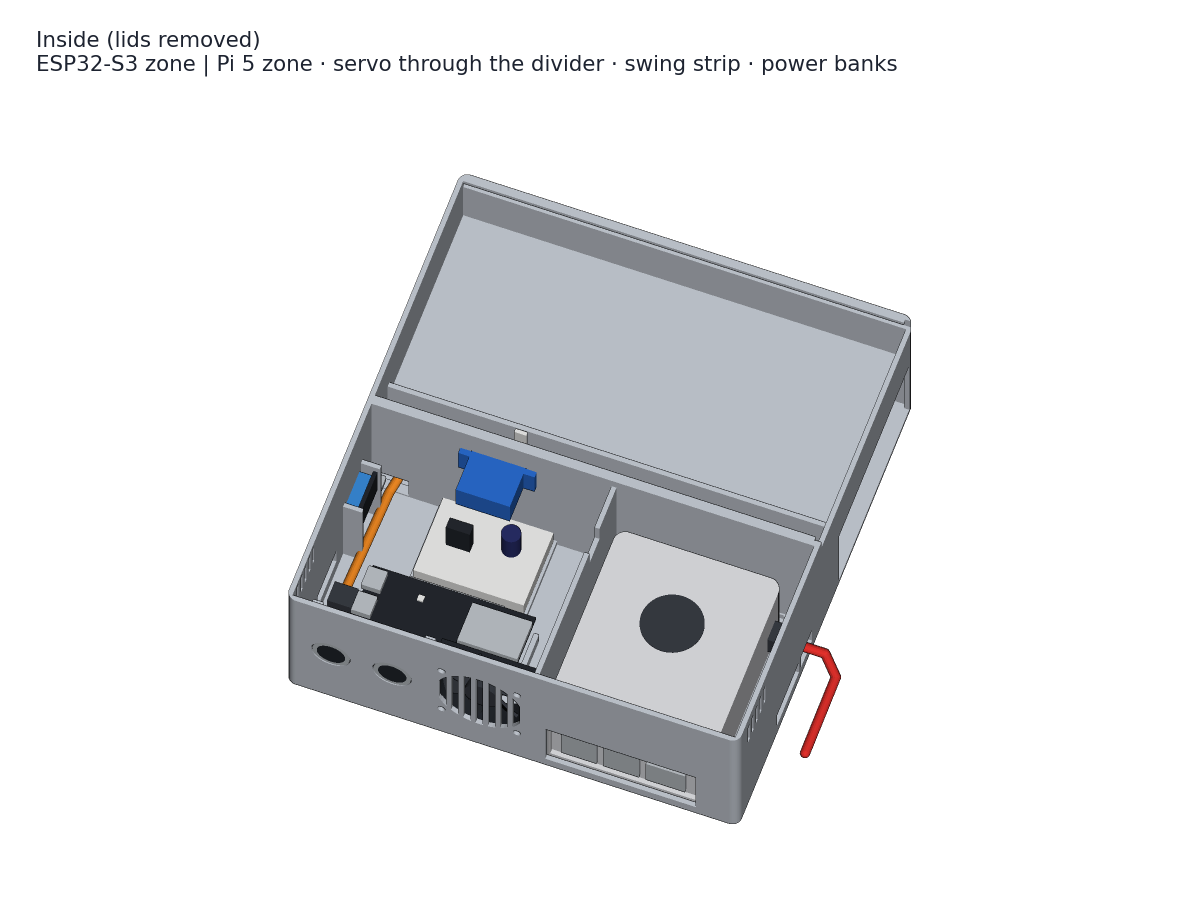 Inside (lids removed)
ESP32-S3 zone | Pi 5 zone · servo through the divider · swing strip · power banks